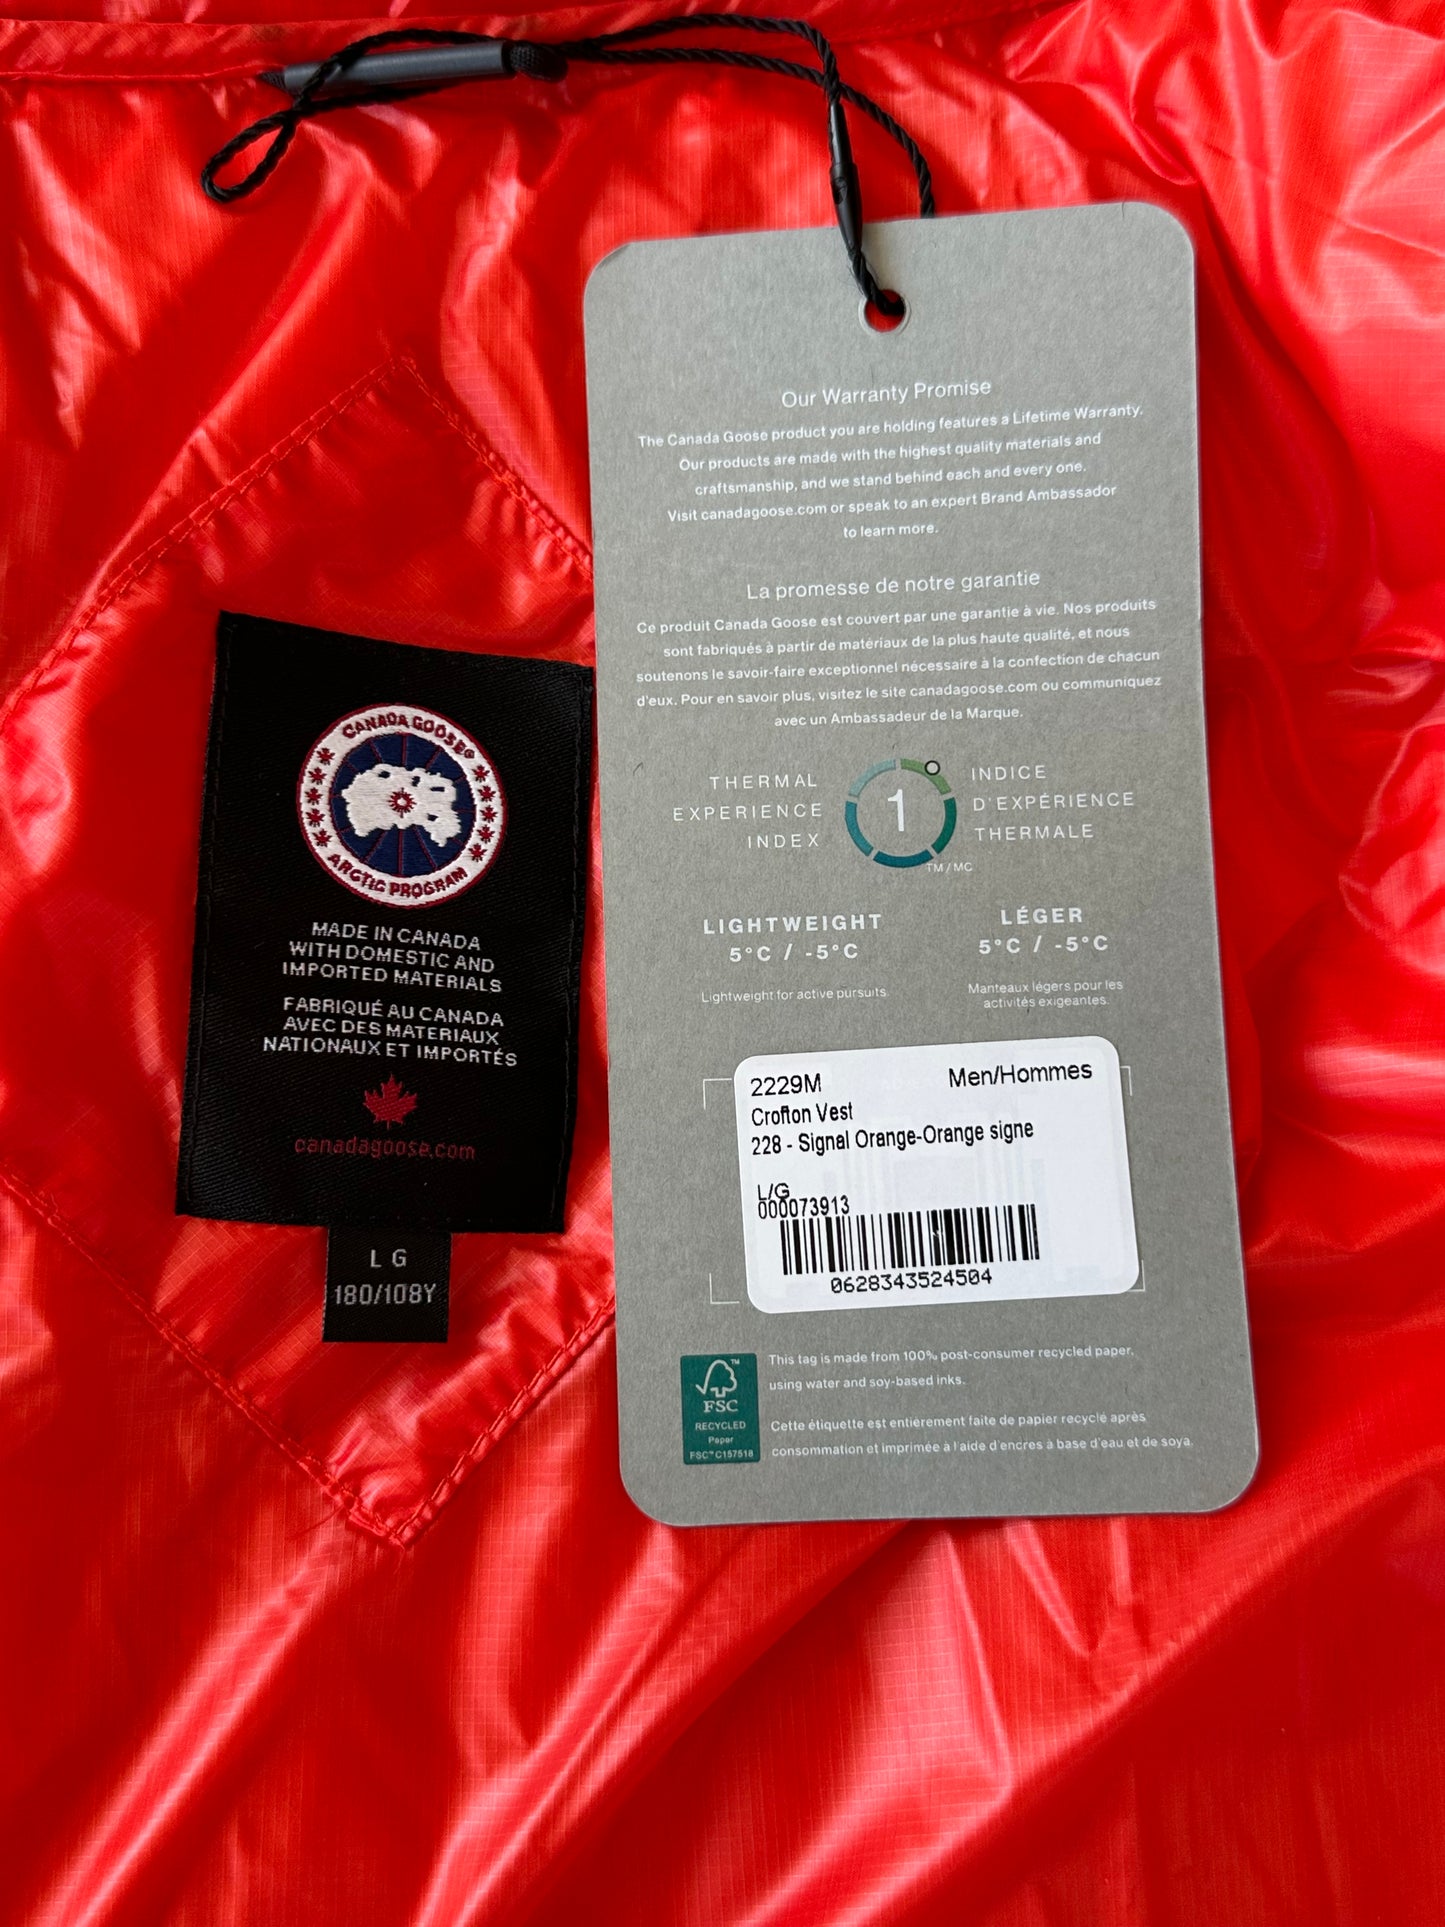 CANADA GOOSE®
ARCTIC PROGRAM
MADE IN CANADA
WITH DOMESTIC AND
IMPORTED MATERIALS
FABRIQUÉ AU CANADA
AVEC DES MATERIAUX
NATIONAUX ET IMPORTÉS
canadagoose.com
LG
180/108Y
Our Warranty Promise
The Canada Goose product you are holding features a Lifetime Warranty.
Our products are made with the highest quality materials and
craftsmanship, and we stand behind each and every one.
Visit canadagoose.com or speak to an expert Brand Ambassador
to learn more.
La promesse de notre garantie
Ce produit Canada Goose est couvert par une garantie à vie. Nos produits
sont fabriqués à partir de matériaux de la plus haute qualité, et nous
soutenons le savoir-faire exceptionnel nécessaire à la confection de chacun
d'eux. Pour en savoir plus, visitez le site canadagoose.com ou communiquez
avec un Ambassadeur de la Marque.
THERMAL
EXPERIENCE
INDEX
1
TM/MC
INDICE
D'EXPÉRIENCE
THERMALE
LIGHTWEIGHT
5°C / -5°C
Lightweight for active pursuits.
LÉGER
5°C / -5°C
Manteaux légers pour les
activités exigeantes.
2229M Men/Hommes
Crofton Vest
228 - Signal Orange-Orange signe
L/G
000073913
0628343524504
FSC™
RECYCLED
Paper
FSC™ C157518
This tag is made from 100% post-consumer recycled paper,
using water and soy-based inks.
Cette étiquette est entièrement faite de papier recyclé après
consommation et imprimée à l'aide d'encres à base d'eau et de soya.